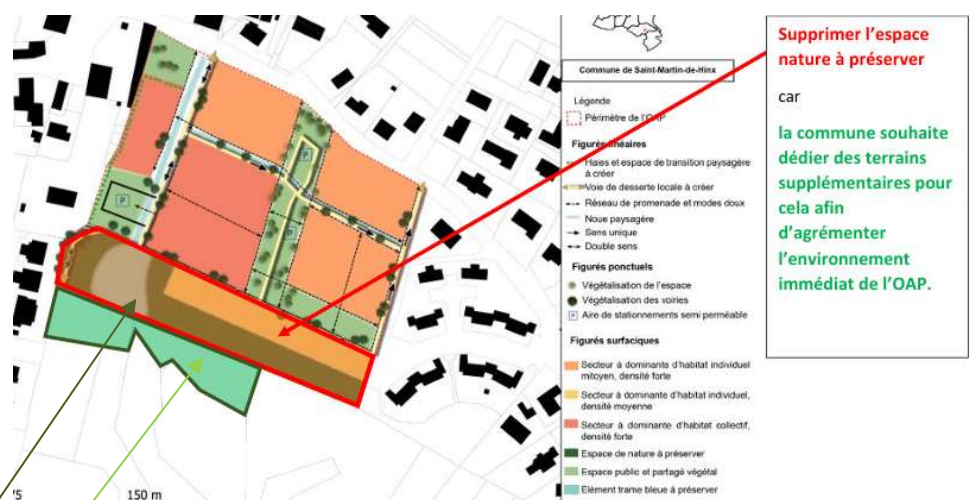 Commune de Saint-Martin-de-Hinx
Légende
Périmètre de l'OAP
Figurés linéaires
Haies et espace de transition paysagère
à créer
Voie de desserte locale à créer
Réseau de promenade et modes doux
Noue paysagère
Sens unique
Double sens
Figurés ponctuels
Végétalisation de l'espace
Végétalisation des voiries
P Aire de stationnements semi perméable
Figurés surfaciques
Secteur à dominante d'habitat individuel
mitoyen, densité forte
Secteur à dominante d'habitat individuel,
densité moyenne
Secteur à dominante d'habitat collectif,
densité forte
Espace de nature à préserver
Espace public et partagé végétal
Elément trame bleue à préserver
Supprimer l'espace
nature à préserver
car
la commune souhaite
dédier des terrains
supplémentaires pour
cela afin
d'agrémenter
l'environnement
immédiat de l'OAP.
P
P
P
75
150 m